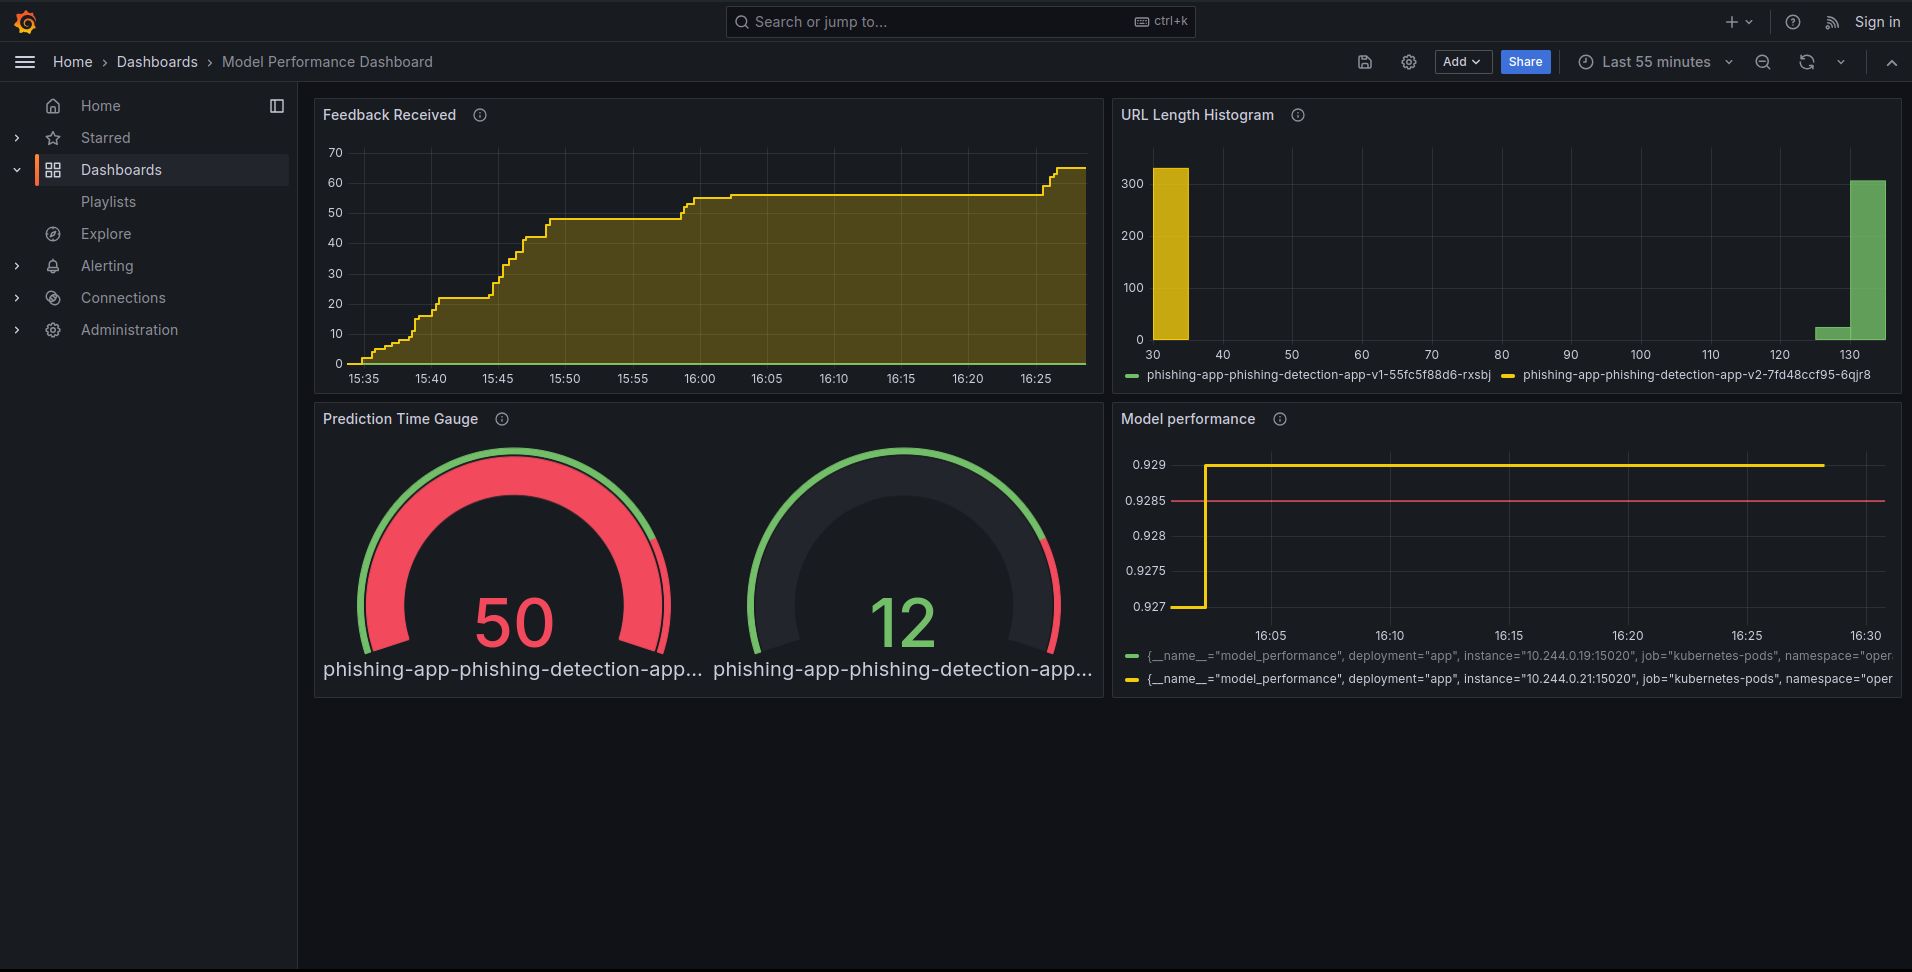 Search or jump to...
ctrl+k
Sign in
Home › Dashboards › Model Performance Dashboard
Add
Share
Last 55 minutes
Home
Starred
Dashboards
Playlists
Explore
Alerting
Connections
Administration
Feedback Received
70
60
50
40
30
20
10
0
15:35 15:40 15:45 15:50 15:55 16:00 16:05 16:10 16:15 16:20 16:25
URL Length Histogram
300
200
100
0
30 40 50 60 70 80 90 100 110 120 130
phishing-app-phishing-detection-app-v1-55fc5f88d6-rxsbj phishing-app-phishing-detection-app-v2-7fd48ccf95-6qjr8
Prediction Time Gauge
50
12
phishing-app-phishing-detection-app... phishing-app-phishing-detection-app...
Model performance
0.929
0.9285
0.928
0.9275
0.927
16:05 16:10 16:15 16:20 16:25 16:30
{__name__="model_performance", deployment="app", instance="10.244.0.19:15020", job="kubernetes-pods", namespace="oper
{__name__="model_performance", deployment="app", instance="10.244.0.21:15020", job="kubernetes-pods", namespace="oper